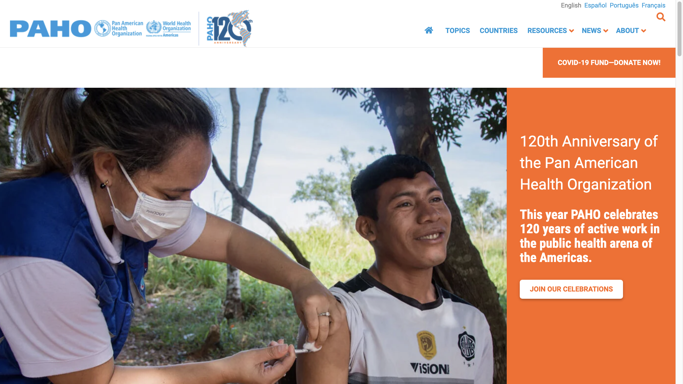 English Español Português Français
PAHO
Pan American
Health
Organization
World Health
Organization
Americas
PAHO
120
ANNIVERSARY
TOPICS COUNTRIES RESOURCES NEWS ABOUT
COVID-19 FUND—DONATE NOW!
120th Anniversary of
the Pan American
Health Organization
This year PAHO celebrates
120 years of active work in
the public health arena of
the Americas.
JOIN OUR CELEBRATIONS
VISION